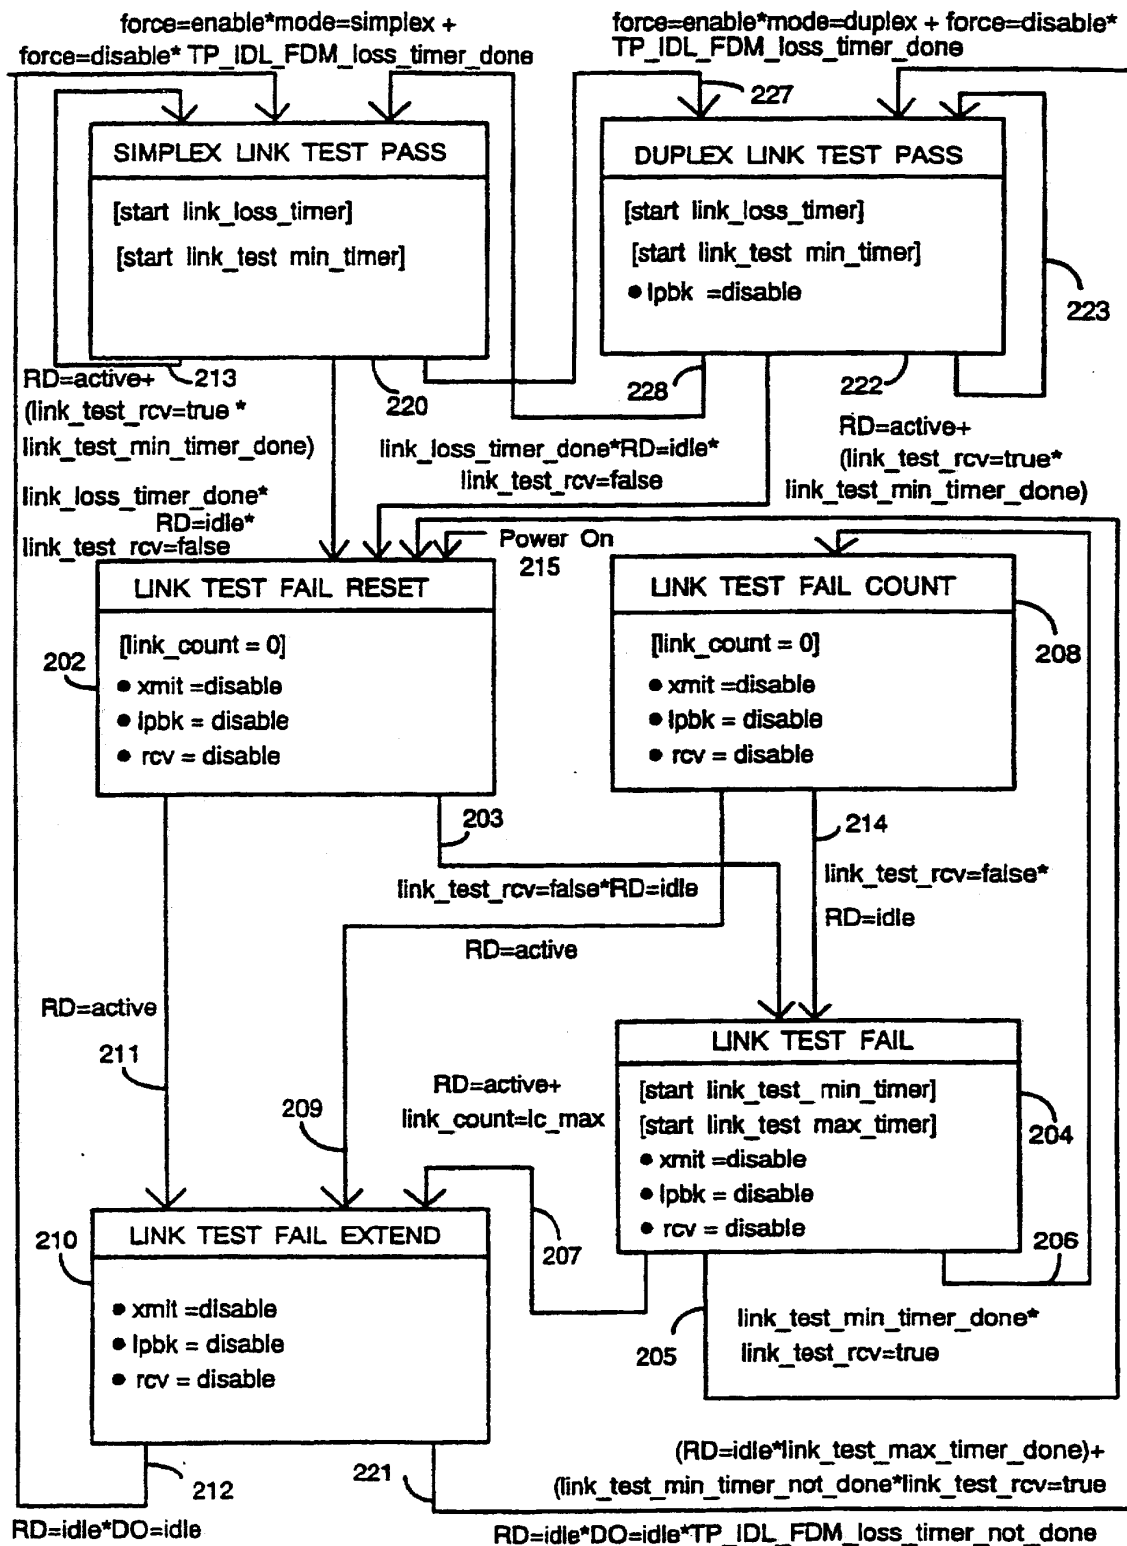 force=enable*mode=simplex +
force=disable* TP_IDL_FDM_loss_timer_done
force=enable*mode=duplex + force=disable*
TP_IDL_FDM_loss_timer_done
227
SIMPLEX LINK TEST PASS
[start link_loss_timer]
[start link_test min_timer]
DUPLEX LINK TEST PASS
[start link_loss_timer]
[start link_test min_timer]
● lpbk =disable
223
213
220
228
222
RD=active+
(link_test_rcv=true *
link_test_min_timer_done)
link_loss_timer_done*RD=idle*
link_test_rcv=false
RD=active+
(link_test_rcv=true*
link_test_min_timer_done)
link_loss_timer_done*
RD=idle*
link_test_rcv=false
Power On
215
LINK TEST FAIL RESET
[link_count = 0]
● xmit =disable
● lpbk = disable
● rcv = disable
202
LINK TEST FAIL COUNT
[link_count = 0]
● xmit =disable
● lpbk = disable
● rcv = disable
208
203
214
link_test_rcv=false*RD=idle
link_test_rcv=false*
RD=idle
RD=active
RD=active
211
209
RD=active+
link_count=lc_max
LINK TEST FAIL
[start link_test_ min_timer]
[start link_test max_timer]
● xmit =disable
● lpbk = disable
● rcv = disable
204
207
206
210
LINK TEST FAIL EXTEND
● xmit =disable
● lpbk = disable
● rcv = disable
205
link_test_min_timer_done*
link_test_rcv=true
212
221
(RD=idle*link_test_max_timer_done)+
(link_test_min_timer_not_done*link_test_rcv=true
RD=idle*DO=idle
RD=idle*DO=idle*TP_IDL_FDM_loss_timer_not_done